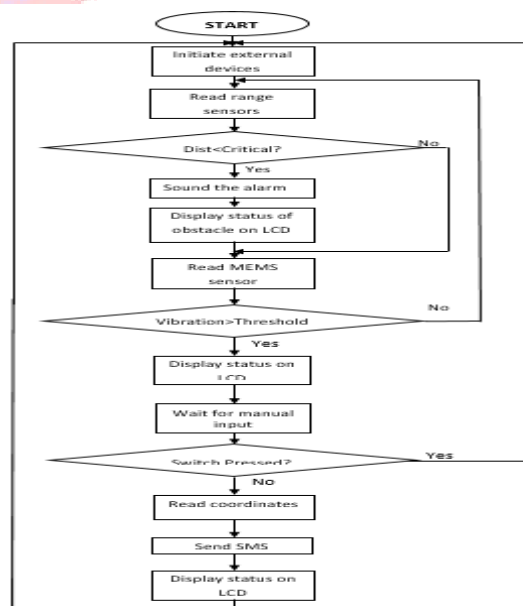 START
Initiate external
devices
Read range
sensors
Dist<Critical?
No
Yes
Sound the alarm
Display status of
obstacle on LCD
Read MEMS
sensor
Vibration>Threshold
No
Yes
Display status on
LCD
Wait for manual
input
Switch Pressed?
Yes
No
Read coordinates
Send SMS
Display status on
LCD